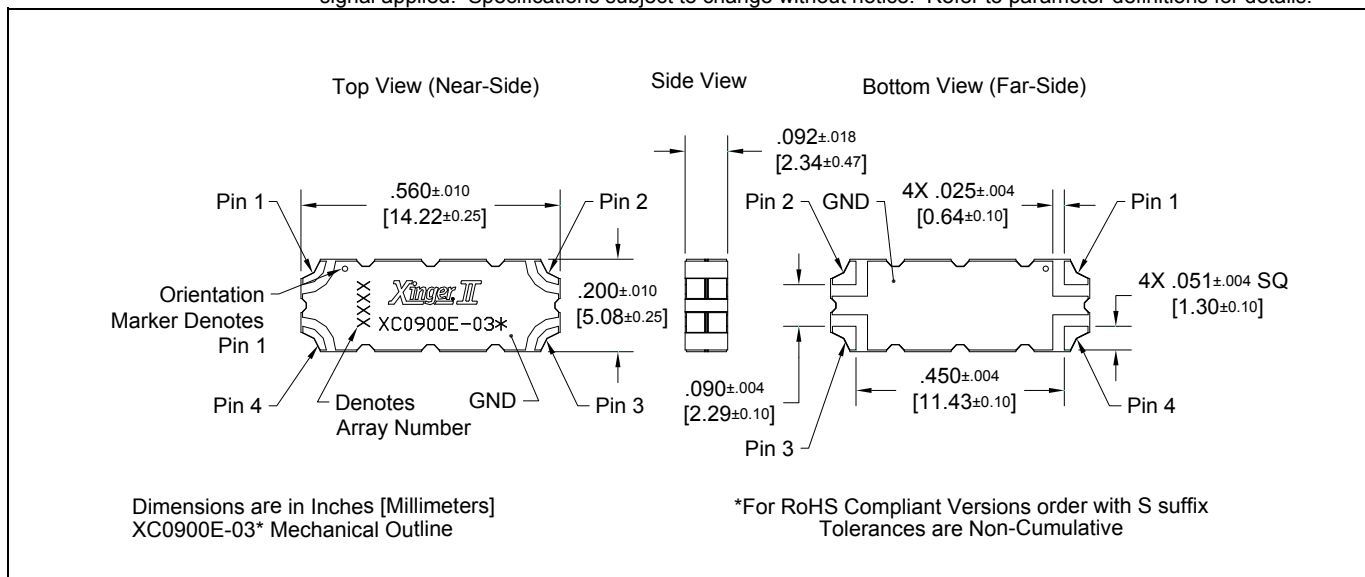 signal applied. Specifications subject to change without notice. Refer to parameter definitions for details.
Top View (Near-Side)
Side View
Bottom View (Far-Side)
.092±.018
[2.34±0.47]
.560±.010
[14.22±0.25]
Pin 1
Pin 2
Pin 2
GND
4X .025±.004
[0.64±0.10]
Pin 1
Orientation
Marker Denotes
Pin 1
XXXX
Xinger II
XC0900E-03*
.200±.010
[5.08±0.25]
4X .051±.004 SQ
[1.30±0.10]
Pin 4
Denotes
Array Number
GND
Pin 3
.090±.004
[2.29±0.10]
.450±.004
[11.43±0.10]
Pin 4
Pin 3
Dimensions are in Inches [Millimeters]
XC0900E-03* Mechanical Outline
*For RoHS Compliant Versions order with S suffix
Tolerances are Non-Cumulative